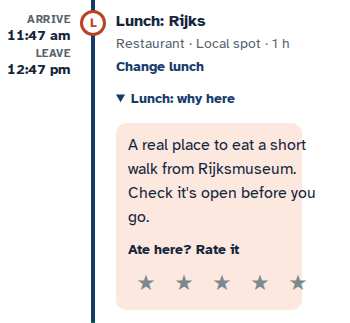 ARRIVE
11:47 am
LEAVE
12:47 pm
L
Lunch: Rijks
Restaurant · Local spot · 1 h
Change lunch
▼ Lunch: why here
A real place to eat a short
walk from Rijksmuseum.
Check it's open before you
go.
Ate here? Rate it
★ ★ ★ ★ ★